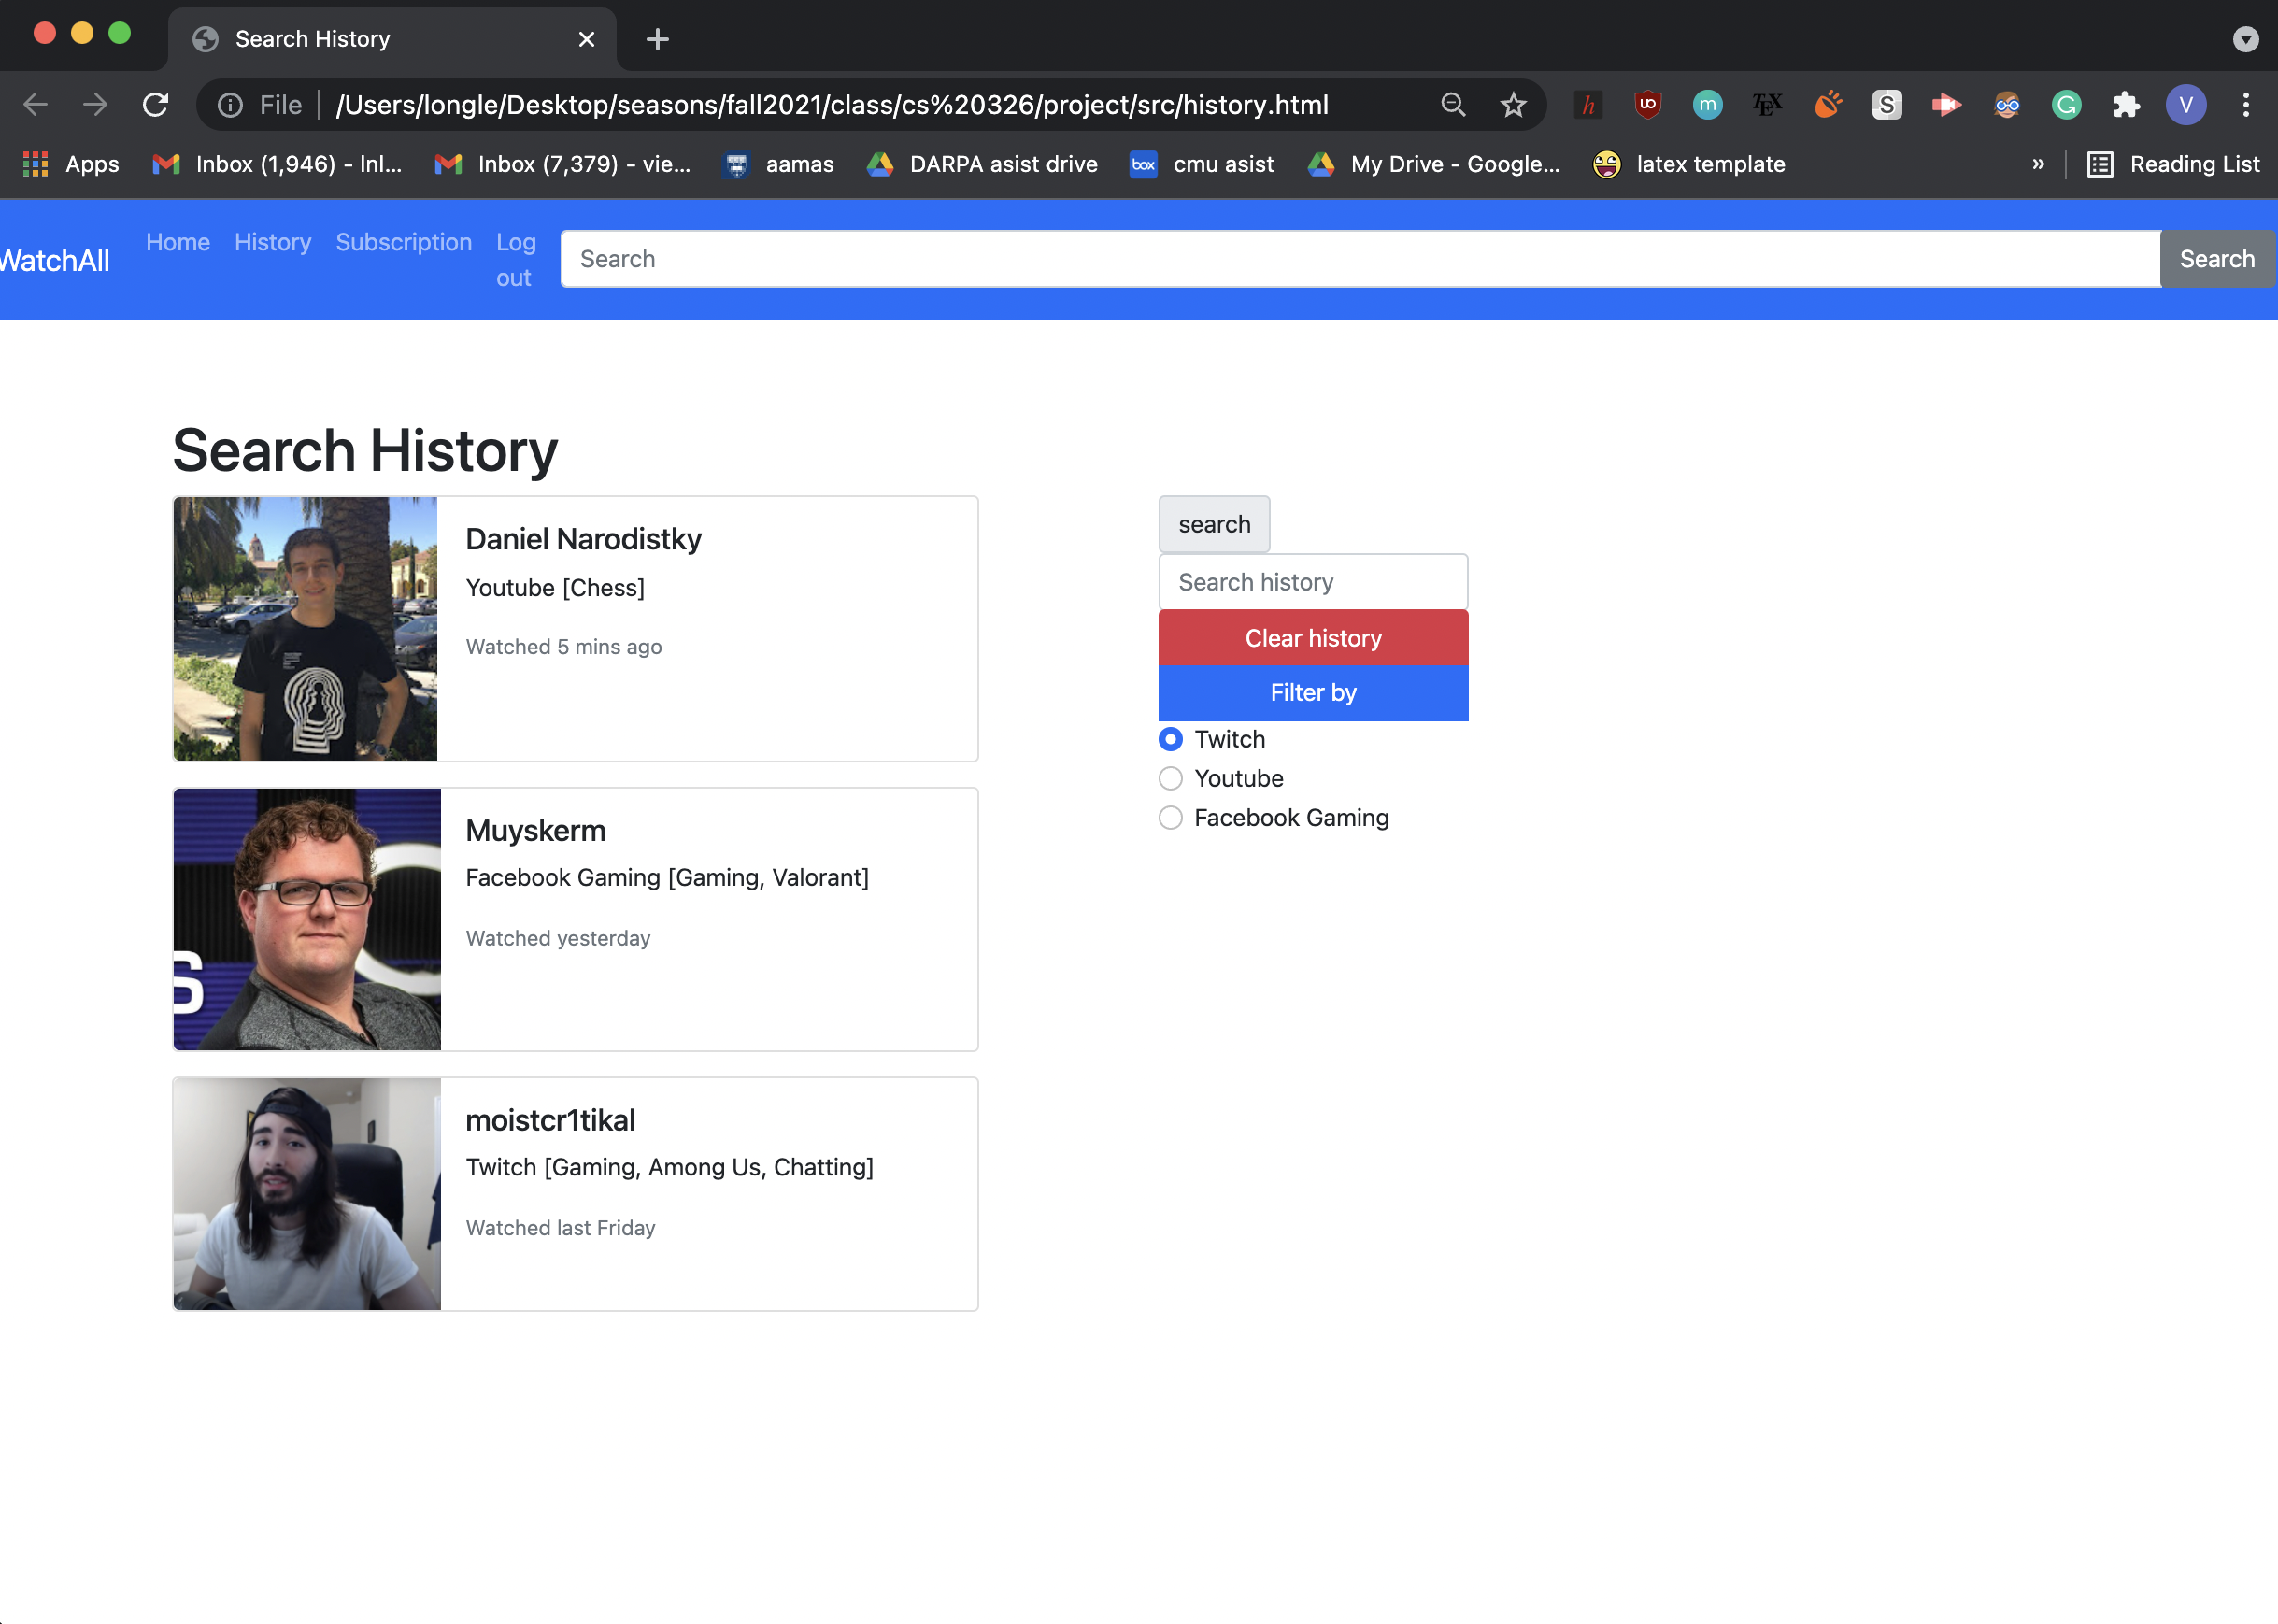 Search History
File
/Users/longle/Desktop/seasons/fall2021/class/cs%20326/project/src/history.html
h
UO
m
TEX
S
G
V
Apps
Inbox (1,946) - lnl...
Inbox (7,379) - vie...
aamas
DARPA asist drive
box
cmu asist
My Drive - Google...
latex template
»
Reading List
WatchAll
Home
History
Subscription
Log
out
Search
Search
Search History
Daniel Narodistky
Youtube [Chess]
Watched 5 mins ago
search
Search history
Clear history
Filter by
Twitch
Youtube
Facebook Gaming
Muyskerm
Facebook Gaming [Gaming, Valorant]
Watched yesterday
S
moistcr1tikal
Twitch [Gaming, Among Us, Chatting]
Watched last Friday